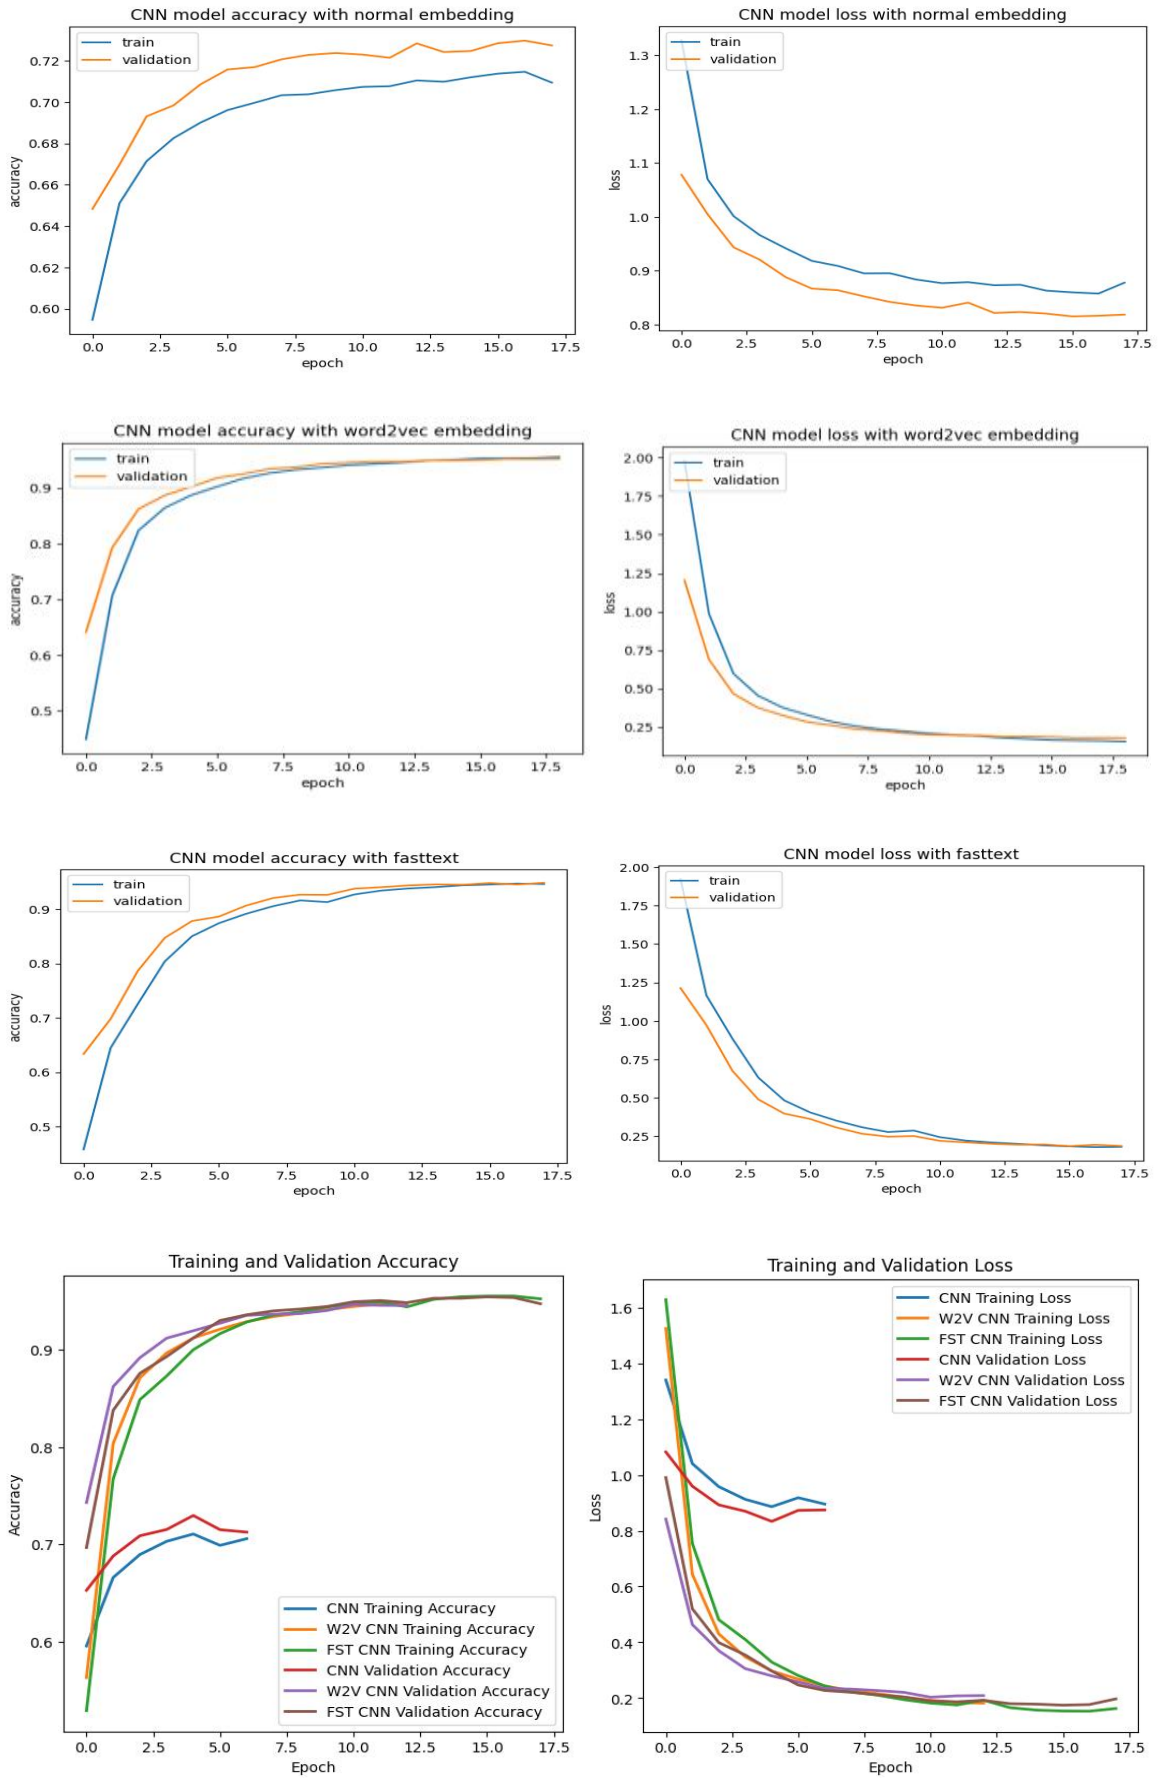 CNN model accuracy with normal embedding
train
validation
0.72
0.70
0.68
0.66
0.64
0.62
0.60
accuracy
0.0 2.5 5.0 7.5 10.0 12.5 15.0 17.5
epoch
CNN model loss with normal embedding
train
validation
1.3
1.2
1.1
1.0
0.9
0.8
loss
0.0 2.5 5.0 7.5 10.0 12.5 15.0 17.5
epoch
CNN model accuracy with word2vec embedding
train
validation
0.9
0.8
0.7
0.6
0.5
accuracy
0.0 2.5 5.0 7.5 10.0 12.5 15.0 17.5
epoch
CNN model loss with word2vec embedding
train
validation
2.00
1.75
1.50
1.25
1.00
0.75
0.50
0.25
loss
0.0 2.5 5.0 7.5 10.0 12.5 15.0 17.5
epoch
CNN model accuracy with fasttext
train
validation
0.9
0.8
0.7
0.6
0.5
accuracy
0.0 2.5 5.0 7.5 10.0 12.5 15.0 17.5
epoch
CNN model loss with fasttext
train
validation
2.00
1.75
1.50
1.25
1.00
0.75
0.50
0.25
loss
0.0 2.5 5.0 7.5 10.0 12.5 15.0 17.5
epoch
Training and Validation Accuracy
0.9
0.8
0.7
0.6
Accuracy
CNN Training Accuracy
W2V CNN Training Accuracy
FST CNN Training Accuracy
CNN Validation Accuracy
W2V CNN Validation Accuracy
FST CNN Validation Accuracy
0.0 2.5 5.0 7.5 10.0 12.5 15.0 17.5
Epoch
Training and Validation Loss
CNN Training Loss
W2V CNN Training Loss
FST CNN Training Loss
CNN Validation Loss
W2V CNN Validation Loss
FST CNN Validation Loss
1.6
1.4
1.2
1.0
0.8
0.6
0.4
0.2
Loss
0.0 2.5 5.0 7.5 10.0 12.5 15.0 17.5
Epoch